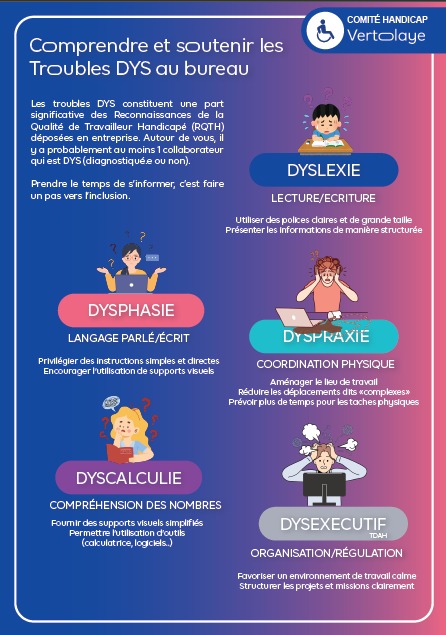 COMITÉ HANDICAP
Vertolaye
Comprendre et soutenir les
Troubles DYS au bureau
Les troubles DYS constituent une part
significative des Reconnaissances de la
Qualité de Travailleur Handicapé (RQTH)
déposées en entreprise. Autour de vous, il
y a probablement au moins 1 collaborateur
qui est DYS (diagnostiqué.e ou non).
Prendre le temps de s'informer, c'est faire
un pas vers l'inclusion.
DYSLEXIE
LECTURE/ECRITURE
Utiliser des polices claires et de grande taille
Présenter les informations de manière structurée
DYSPHASIE
LANGAGE PARLÉ/ÉCRIT
Privilégier des instructions simples et directes
Encourager l'utilisation de supports visuels
DYSPRAXIE
COORDINATION PHYSIQUE
Aménager le lieu de travail
Réduire les déplacements dits «complexes»
Prévoir plus de temps pour les taches physiques
DYSCALCULIE
COMPRÉHENSION DES NOMBRES
Fournir des supports visuels simplifiés
Permettre l'utilisation d'outils
(calculatrice, logiciels..)
DYSEXECUTIF
TDAH
ORGANISATION/RÉGULATION
Favoriser un environnement de travail calme
Structurer les projets et missions clairement